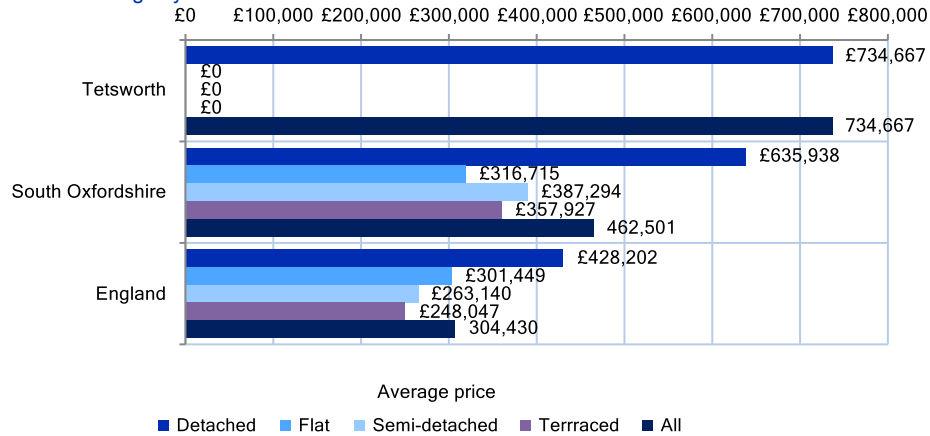 £0 £100,000 £200,000 £300,000 £400,000 £500,000 £600,000 £700,000 £800,000
£734,667
£0
Tetsworth £0
£0
734,667
£635,938
£316,715
South Oxfordshire £387,294
£357,927
462,501
£428,202
£301,449
England £263,140
£248,047
304,430
Average price
Detached Flat Semi-detached Terrraced All